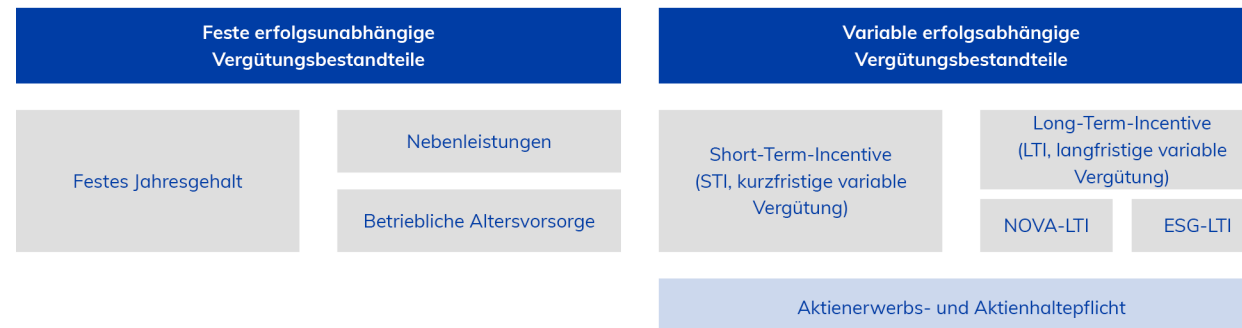 Feste erfolgsunabhängige
Vergütungsbestandteile
Festes Jahresgehalt
Nebenleistungen
Betriebliche Altersvorsorge
Variable erfolgsabhängige
Vergütungsbestandteile
Short-Term-Incentive
(STI, kurzfristige variable
Vergütung)
Long-Term-Incentive
(LTI, langfristige variable
Vergütung)
NOVA-LTI
ESG-LTI
Aktienerwerbs- und Aktienhaltepflicht